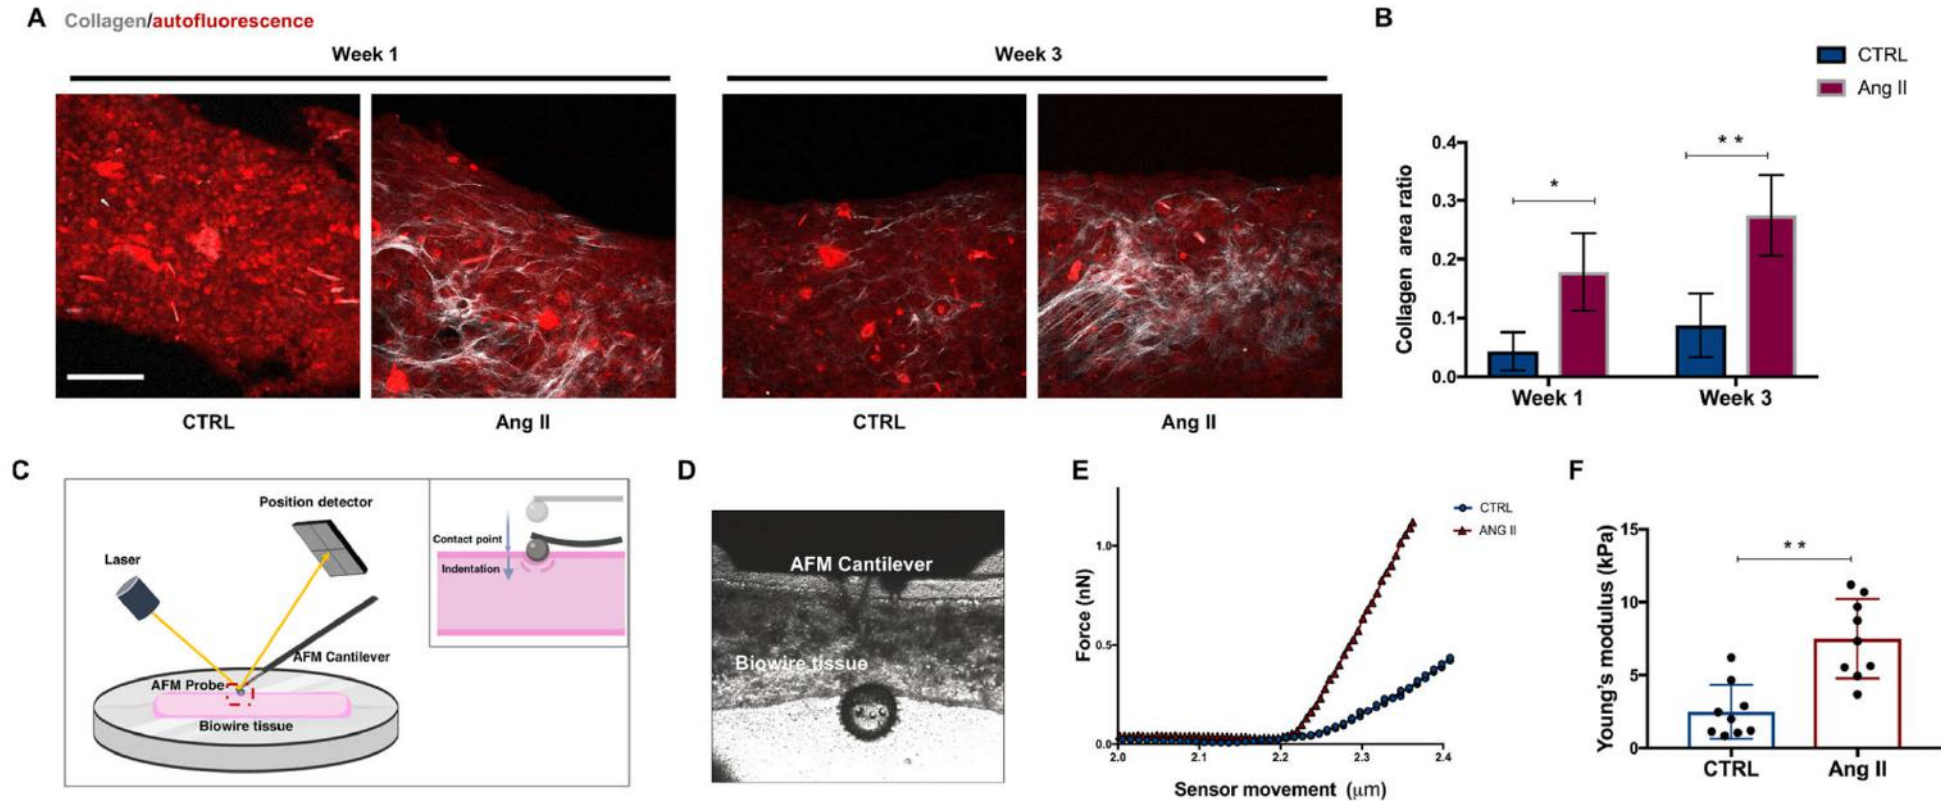 A Collagen/autofluorescence
Week 1
Week 3
CTRL
Ang II
CTRL
Ang II
B
CTRL
Ang II
Collagen area ratio
0.4
0.3
0.2
0.1
0.0
*
* *
Week 1
Week 3
C
Position detector
Laser
AFM Cantilever
AFM Probe
Biowire tissue
Contact point
Indentation
D
AFM Cantilever
Biowire tissue
E
CTRL
ANG II
Force (nN)
1.0
0.5
0.0
2.0
2.1
2.2
2.3
2.4
Sensor movement (μm)
F
Young's modulus (kPa)
15
10
5
0
* *
CTRL
Ang II